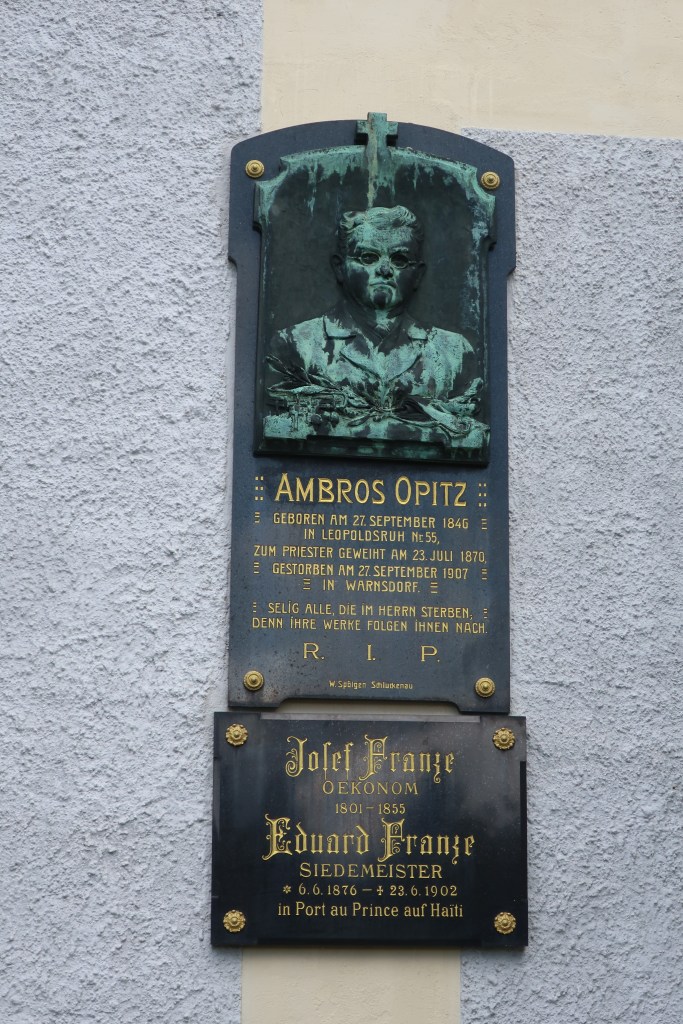 AMBROS OPITZ
GEBOREN AM 27. SEPTEMBER 1846
IN LEOPOLDSRUH Nr. 55,
ZUM PRIESTER GEWEIHT AM 23. JULI 1870,
GESTORBEN AM 27. SEPTEMBER 1907
IN WARNSDORF.
SELIG ALLE, DIE IM HERRN STERBEN;
DENN IHRE WERKE FOLGEN IHNEN NACH.
R. I. P.
W. Säbigen Schluckenau
Josef Franze
OEKONOM
1801–1855
Eduard Franze
SIEDEMEISTER
* 6.6.1876 – ✝ 23.6.1902
in Port au Prince auf Haïti